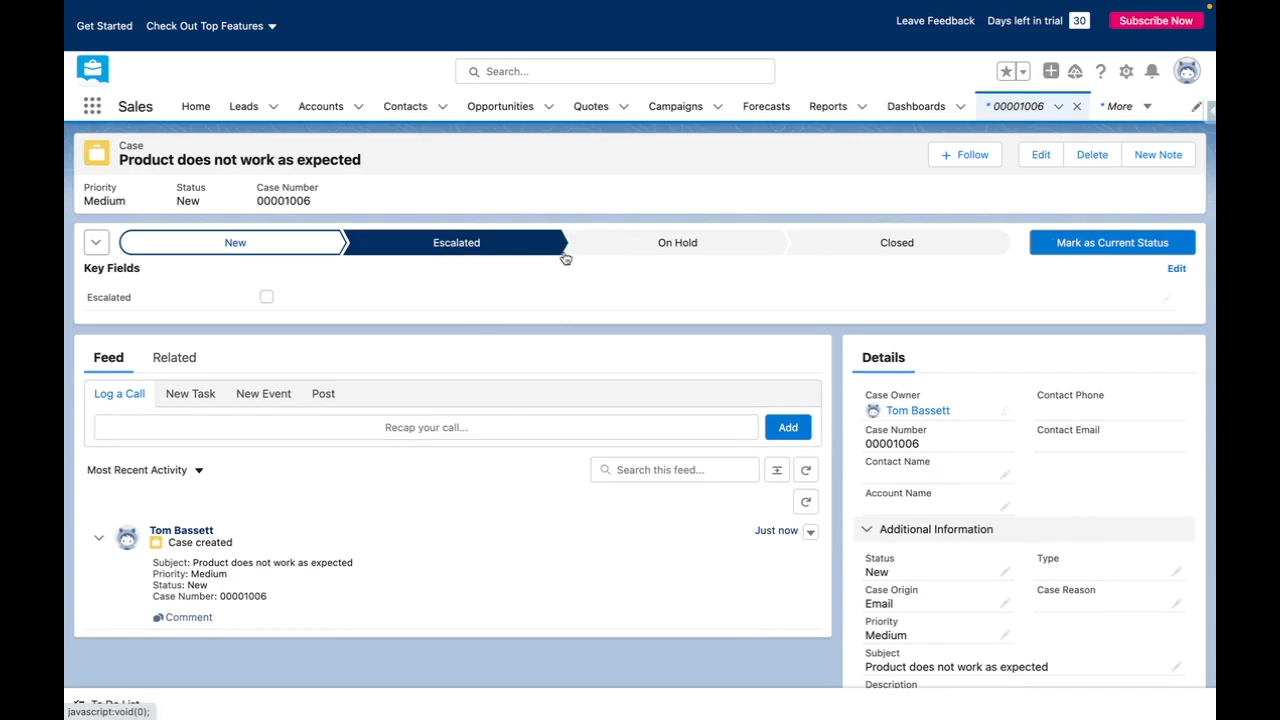 Get Started Check Out Top Features Leave Feedback Days left in trial 30 Subscribe Now
Search...
Sales Home Leads Accounts Contacts Opportunities Quotes Campaigns Forecasts Reports Dashboards * 00001006 * More
Case
Product does not work as expected
+ Follow Edit Delete New Note
Priority Status Case Number
Medium New 00001006
New Escalated On Hold Closed Mark as Current Status
Key Fields Edit
Escalated
Feed Related
Log a Call New Task New Event Post
Recap your call... Add
Most Recent Activity Search this feed...
Tom Bassett Just now
Case created
Subject: Product does not work as expected
Priority: Medium
Status: New
Case Number: 00001006
Comment
Details
Case Owner Contact Phone
Tom Bassett
Case Number Contact Email
00001006
Contact Name
Account Name
Additional Information
Status Type
New
Case Origin Case Reason
Email
Priority
Medium
Subject
Product does not work as expected
Description
To Do List
javascript:void(0);